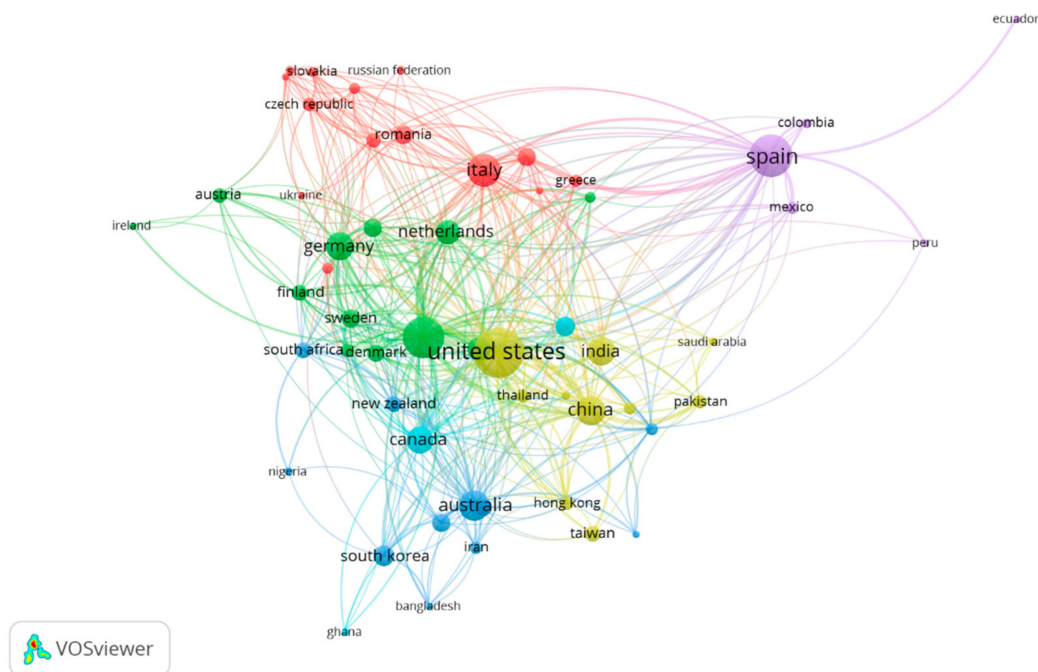 ecuador
slovakia
russian federation
czech republic
colombia
romania
spain
italy
greece
austria
ukraine
mexico
ireland
netherlands
germany
peru
finland
sweden
south africa
denmark
united states
india
saudi arabia
thailand
new zealand
china
pakistan
canada
nigeria
australia
hong kong
taiwan
south korea
iran
bangladesh
ghana
VOSviewer